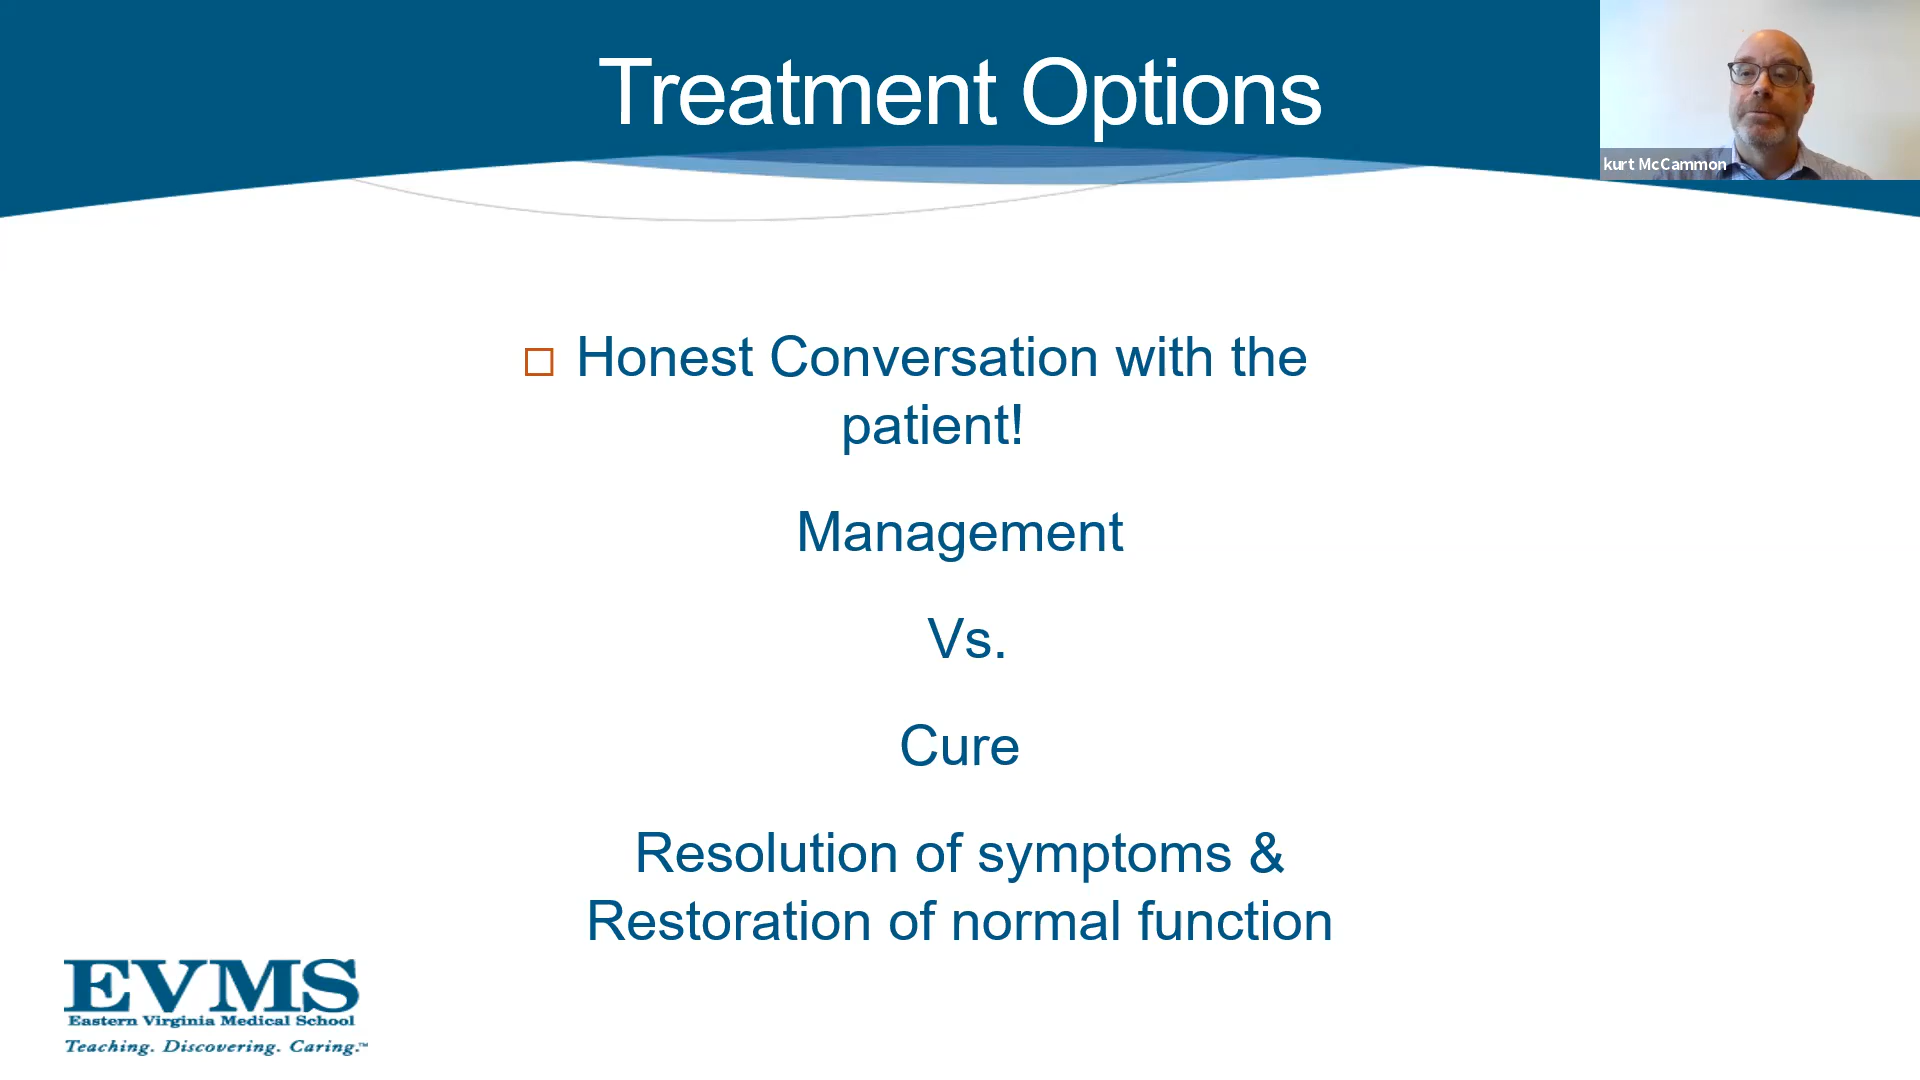 Treatment Options
kurt McCammon
Honest Conversation with the
patient!
Management
Vs.
Cure
Resolution of symptoms &
Restoration of normal function
EVMS
Eastern Virginia Medical School
Teaching. Discovering. Caring.™